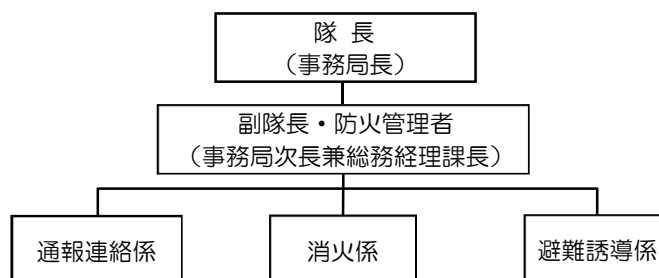 隊 長
（事務局長）
副隊長・防火管理者
（事務局次長兼総務経理課長）
通報連絡係
消火係
避難誘導係